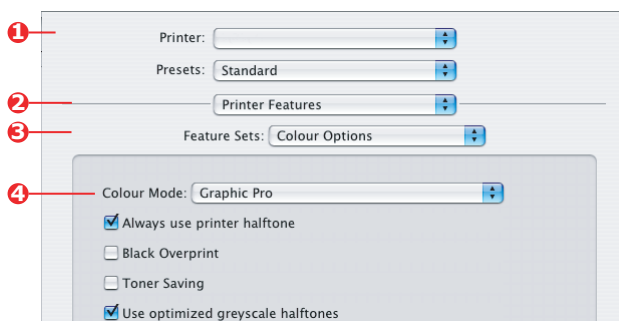 1
Printer:
Presets: Standard
2
Printer Features
3
Feature Sets: Colour Options
4
Colour Mode: Graphic Pro
Always use printer halftone
Black Overprint
Toner Saving
Use optimized greyscale halftones